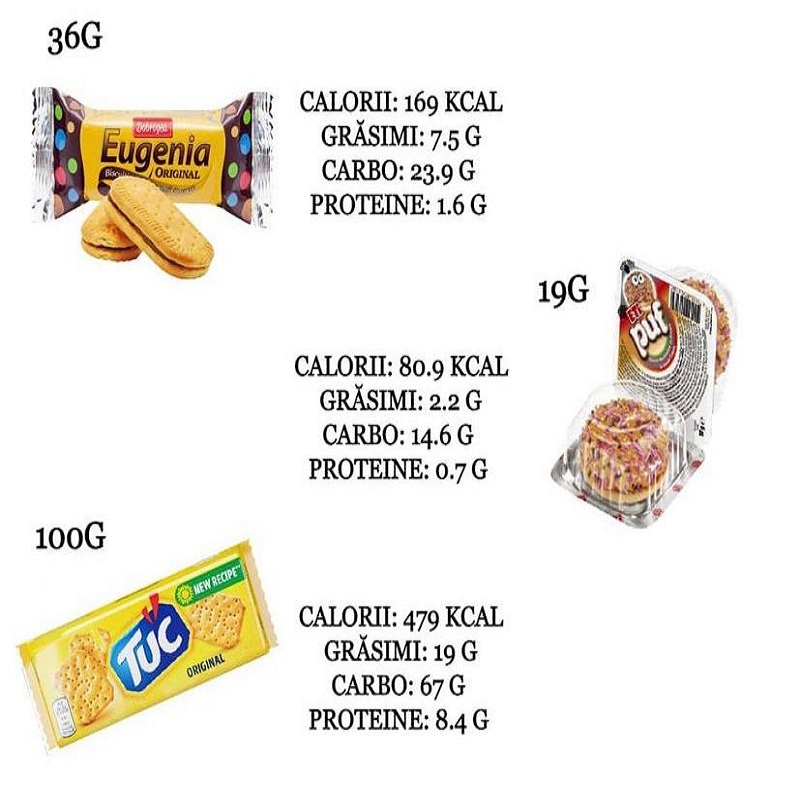 36G
Dobrogea
Eugenia
ORIGINAL
CALORII: 169 KCAL
GRĂSIMI: 7.5 G
CARBO: 23.9 G
PROTEINE: 1.6 G
19G
ETi
puf
CALORII: 80.9 KCAL
GRĂSIMI: 2.2 G
CARBO: 14.6 G
PROTEINE: 0.7 G
100G
NEW RECIPE
TUC
ORIGINAL
CALORII: 479 KCAL
GRĂSIMI: 19 G
CARBO: 67 G
PROTEINE: 8.4 G